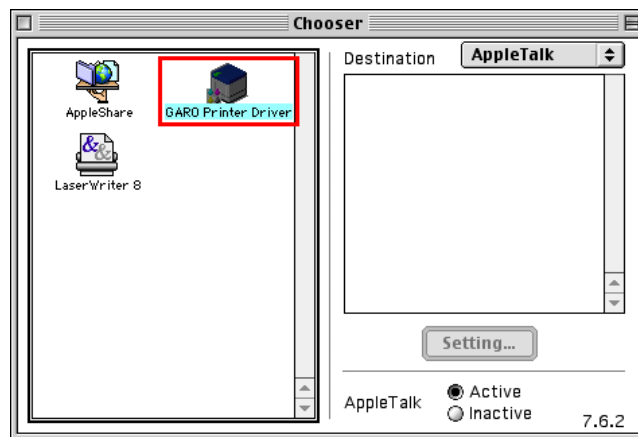 Chooser
AppleShare
GARO Printer Driver
LaserWriter 8
Destination
AppleTalk
Setting...
AppleTalk
Active
Inactive
7.6.2